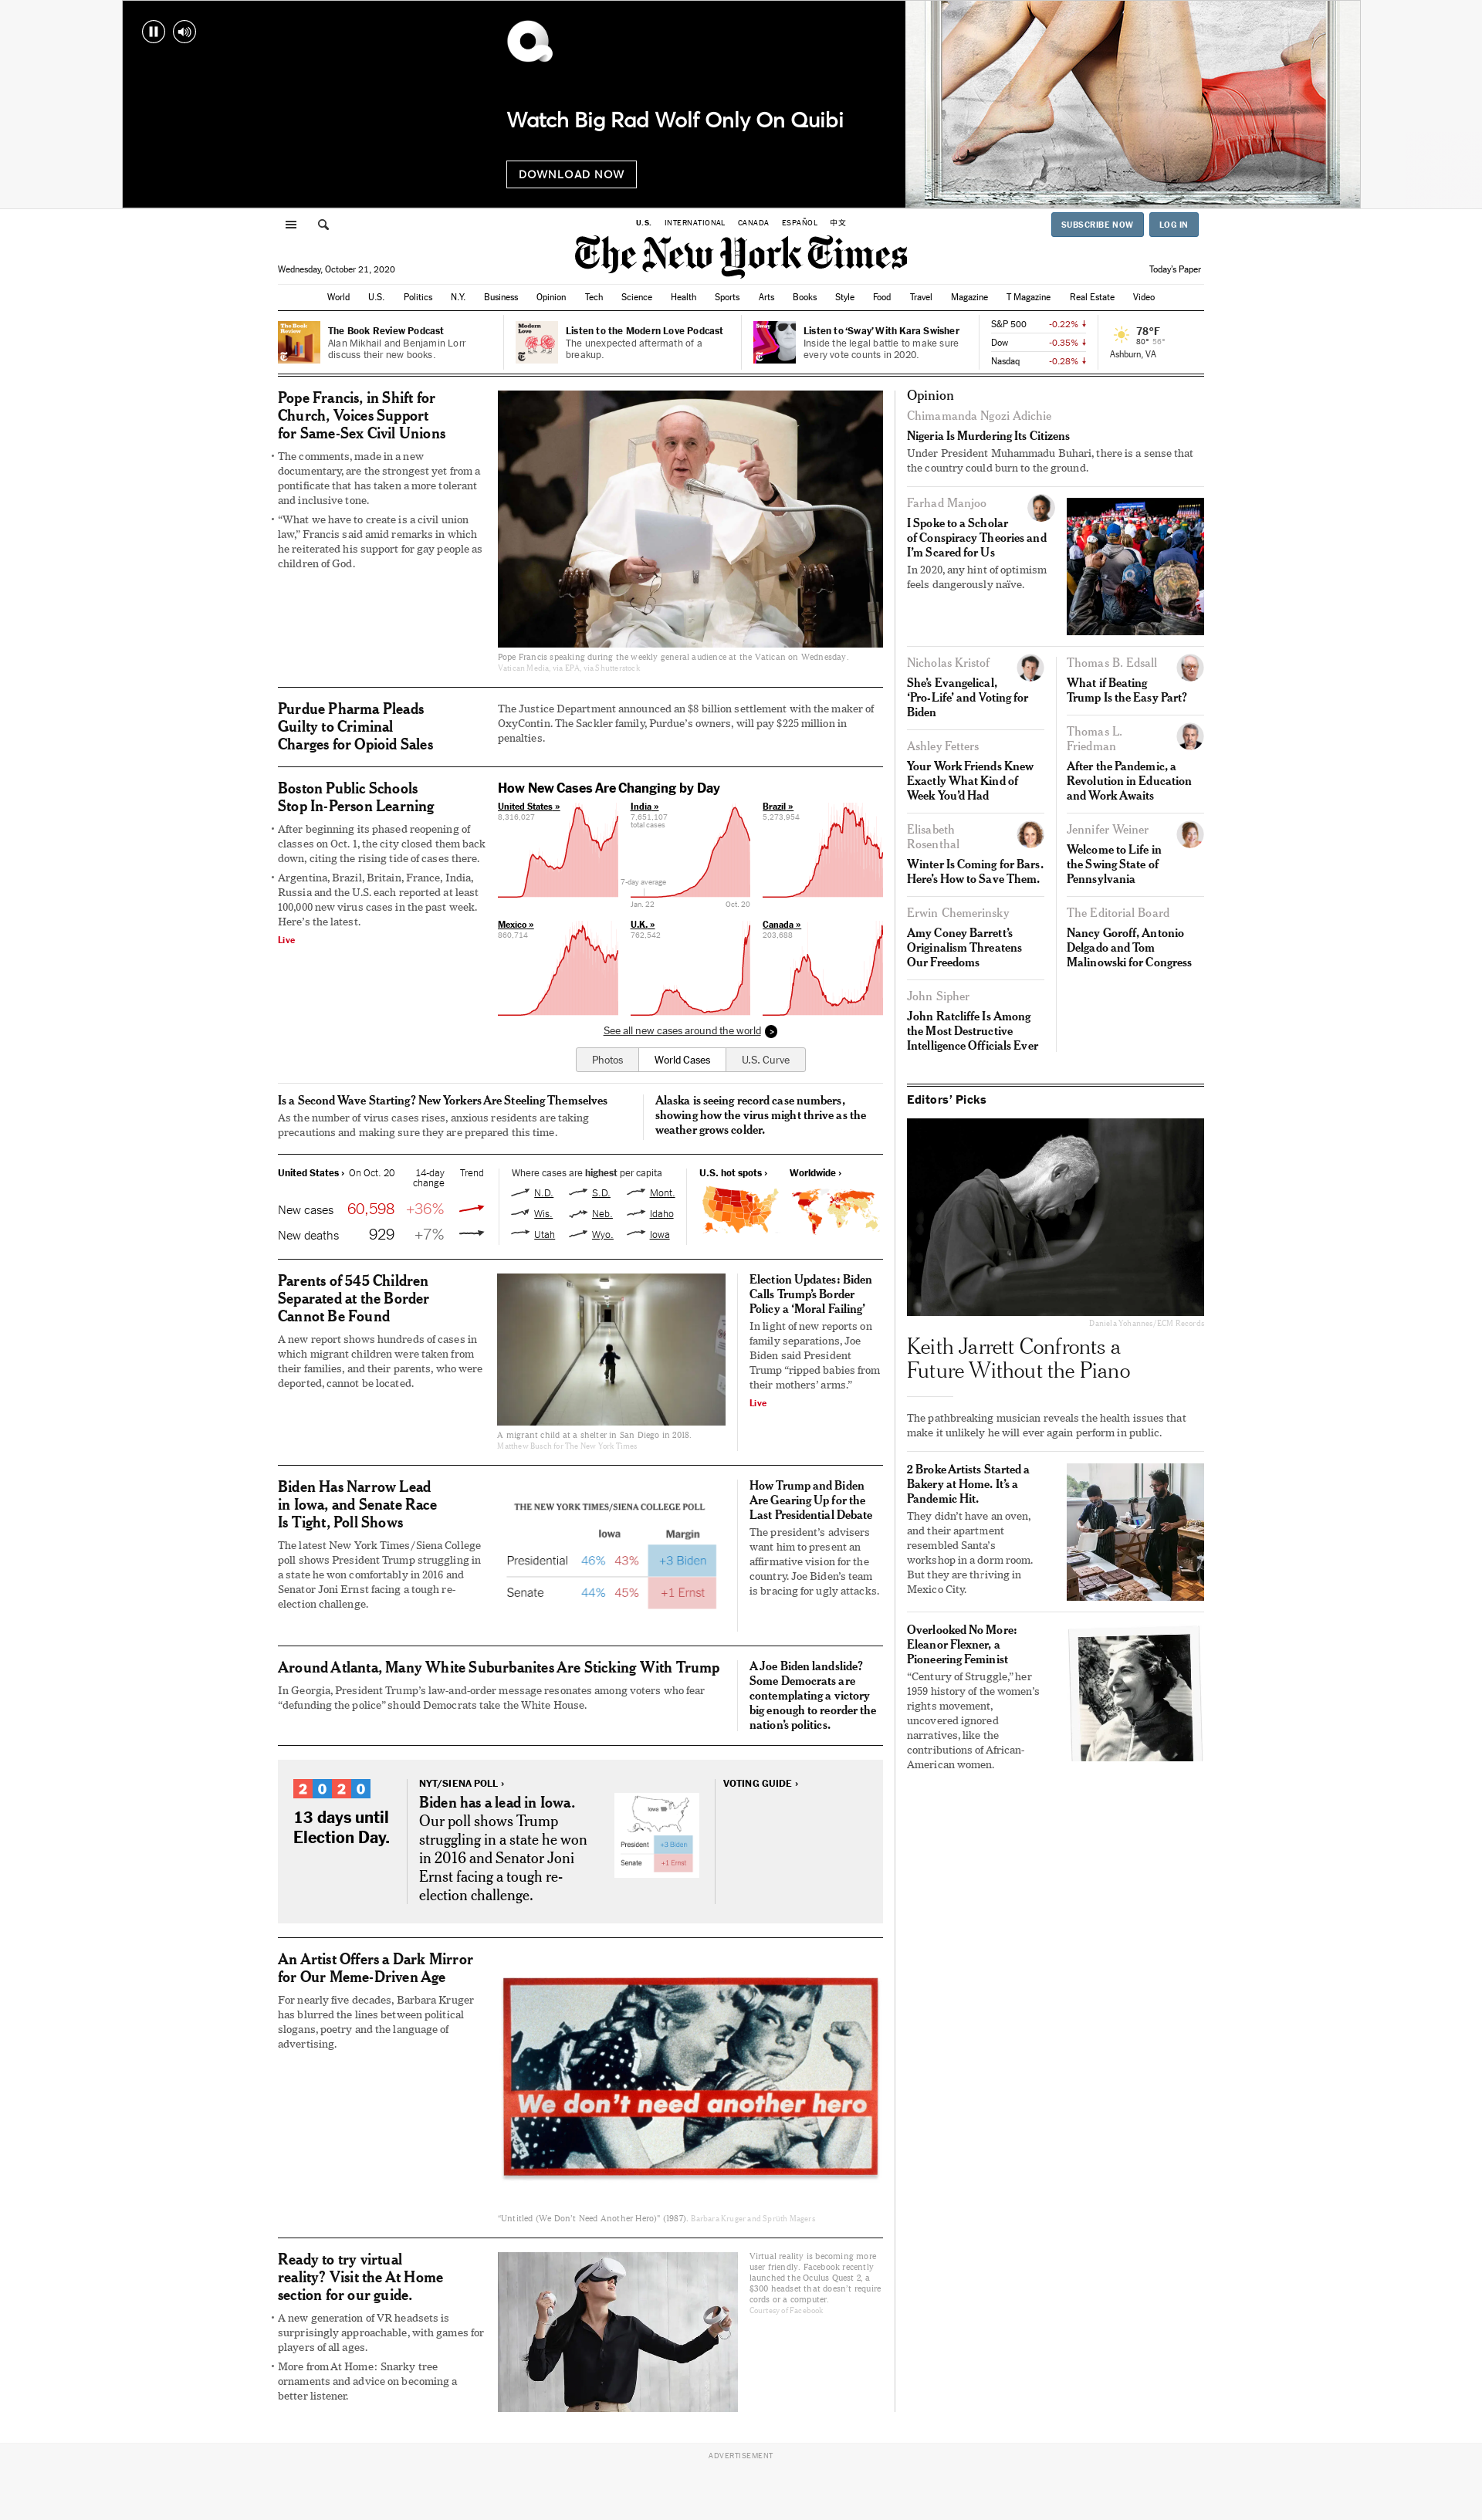 Watch Big Rad Wolf Only On Quibi
DOWNLOAD NOW
U.S. INTERNATIONAL CANADA ESPAÑOL 中文
SUBSCRIBE NOW LOG IN
The New York Times
Wednesday, October 21, 2020
Today's Paper
World U.S. Politics N.Y. Business Opinion Tech Science Health Sports Arts Books Style Food Travel Magazine T Magazine Real Estate Video
The Book Review
The Book Review Podcast
Alan Mikhail and Benjamin Lorr
discuss their new books.
Modern Love
Listen to the Modern Love Podcast
The unexpected aftermath of a
breakup.
Sway
Listen to ‘Sway’ With Kara Swisher
Inside the legal battle to make sure
every vote counts in 2020.
S&P 500 -0.22%
Dow -0.35%
Nasdaq -0.28%
78°F
80° 56°
Ashburn, VA
Pope Francis, in Shift for
Church, Voices Support
for Same-Sex Civil Unions
• The comments, made in a new
documentary, are the strongest yet from a
pontificate that has taken a more tolerant
and inclusive tone.
• “What we have to create is a civil union
law,” Francis said amid remarks in which
he reiterated his support for gay people as
children of God.
Pope Francis speaking during the weekly general audience at the Vatican on Wednesday.
Vatican Media, via EPA, via Shutterstock
Purdue Pharma Pleads
Guilty to Criminal
Charges for Opioid Sales
The Justice Department announced an $8 billion settlement with the maker of
OxyContin. The Sackler family, Purdue's owners, will pay $225 million in
penalties.
Boston Public Schools
Stop In-Person Learning
• After beginning its phased reopening of
classes on Oct. 1, the city closed them back
down, citing the rising tide of cases there.
• Argentina, Brazil, Britain, France, India,
Russia and the U.S. each reported at least
100,000 new virus cases in the past week.
Here's the latest.
Live
How New Cases Are Changing by Day
United States »
8,316,027
India »
7,651,107
total cases
Brazil »
5,273,954
7-day average
Jan. 22 Oct. 20
Mexico »
860,714
U.K. »
762,542
Canada »
203,688
See all new cases around the world >
Photos World Cases U.S. Curve
Is a Second Wave Starting? New Yorkers Are Steeling Themselves
As the number of virus cases rises, anxious residents are taking
precautions and making sure they are prepared this time.
Alaska is seeing record case numbers,
showing how the virus might thrive as the
weather grows colder.
United States › On Oct. 20 14-day change Trend
New cases 60,598 +36%
New deaths 929 +7%
Where cases are highest per capita
N.D. S.D. Mont.
Wis. Neb. Idaho
Utah Wyo. Iowa
U.S. hot spots › Worldwide ›
Parents of 545 Children
Separated at the Border
Cannot Be Found
A new report shows hundreds of cases in
which migrant children were taken from
their families, and their parents, who were
deported, cannot be located.
A migrant child at a shelter in San Diego in 2018.
Matthew Busch for The New York Times
Election Updates: Biden
Calls Trump's Border
Policy a ‘Moral Failing’
In light of new reports on
family separations, Joe
Biden said President
Trump “ripped babies from
their mothers’ arms.”
Live
Biden Has Narrow Lead
in Iowa, and Senate Race
Is Tight, Poll Shows
The latest New York Times/Siena College
poll shows President Trump struggling in
a state he won comfortably in 2016 and
Senator Joni Ernst facing a tough re-
election challenge.
THE NEW YORK TIMES/SIENA COLLEGE POLL
Iowa Margin
Presidential 46% 43% +3 Biden
Senate 44% 45% +1 Ernst
How Trump and Biden
Are Gearing Up for the
Last Presidential Debate
The president's advisers
want him to present an
affirmative vision for the
country. Joe Biden's team
is bracing for ugly attacks.
Around Atlanta, Many White Suburbanites Are Sticking With Trump
In Georgia, President Trump's law-and-order message resonates among voters who fear
“defunding the police” should Democrats take the White House.
A Joe Biden landslide?
Some Democrats are
contemplating a victory
big enough to reorder the
nation's politics.
2020
13 days until
Election Day.
NYT/SIENA POLL ›
Biden has a lead in Iowa.
Our poll shows Trump
struggling in a state he won
in 2016 and Senator Joni
Ernst facing a tough re-
election challenge.
Iowa
President +3 Biden
Senate +1 Ernst
VOTING GUIDE ›
An Artist Offers a Dark Mirror
for Our Meme-Driven Age
For nearly five decades, Barbara Kruger
has blurred the lines between political
slogans, poetry and the language of
advertising.
We don't need another hero
“Untitled (We Don't Need Another Hero)” (1987). Barbara Kruger and Sprüth Magers
Ready to try virtual
reality? Visit the At Home
section for our guide.
• A new generation of VR headsets is
surprisingly approachable, with games for
players of all ages.
• More from At Home: Snarky tree
ornaments and advice on becoming a
better listener.
Virtual reality is becoming more
user friendly. Facebook recently
launched the Oculus Quest 2, a
$300 headset that doesn't require
cords or a computer.
Courtesy of Facebook
Opinion
Chimamanda Ngozi Adichie
Nigeria Is Murdering Its Citizens
Under President Muhammadu Buhari, there is a sense that
the country could burn to the ground.
Farhad Manjoo
I Spoke to a Scholar
of Conspiracy Theories and
I'm Scared for Us
In 2020, any hint of optimism
feels dangerously naïve.
Nicholas Kristof
She's Evangelical,
‘Pro-Life’ and Voting for
Biden
Ashley Fetters
Your Work Friends Knew
Exactly What Kind of
Week You'd Had
Elisabeth
Rosenthal
Winter Is Coming for Bars.
Here's How to Save Them.
Erwin Chemerinsky
Amy Coney Barrett's
Originalism Threatens
Our Freedoms
John Sipher
John Ratcliffe Is Among
the Most Destructive
Intelligence Officials Ever
Thomas B. Edsall
What if Beating
Trump Is the Easy Part?
Thomas L.
Friedman
After the Pandemic, a
Revolution in Education
and Work Awaits
Jennifer Weiner
Welcome to Life in
the Swing State of
Pennsylvania
The Editorial Board
Nancy Goroff, Antonio
Delgado and Tom
Malinowski for Congress
Editors’ Picks
Daniela Yohannes/ECM Records
Keith Jarrett Confronts a
Future Without the Piano
The pathbreaking musician reveals the health issues that
make it unlikely he will ever again perform in public.
2 Broke Artists Started a
Bakery at Home. It's a
Pandemic Hit.
They didn't have an oven,
and their apartment
resembled Santa's
workshop in a dorm room.
But they are thriving in
Mexico City.
Overlooked No More:
Eleanor Flexner, a
Pioneering Feminist
“Century of Struggle,” her
1959 history of the women's
rights movement,
uncovered ignored
narratives, like the
contributions of African-
American women.
ADVERTISEMENT